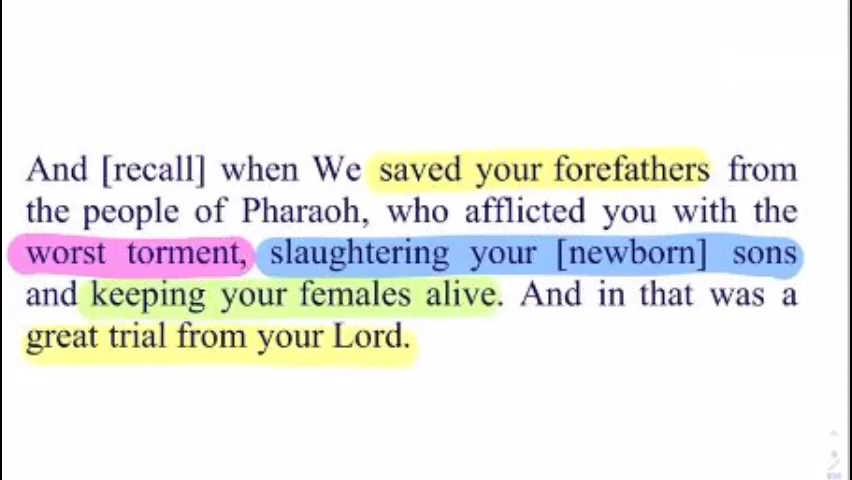 And [recall] when We saved your forefathers from
the people of Pharaoh, who afflicted you with the
worst torment, slaughtering your [newborn] sons
and keeping your females alive. And in that was a
great trial from your Lord.